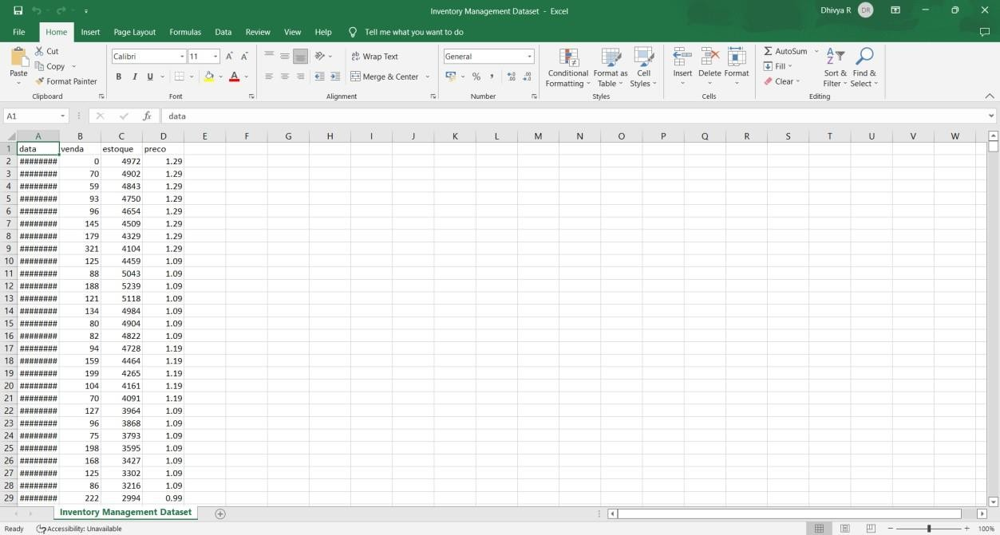 Inventory Management Dataset - Excel
Dhivya R DR
File Home Insert Page Layout Formulas Data Review View Help Tell me what you want to do
Paste
Cut
Copy
Format Painter
Clipboard
Calibri 11
B I U
Font
Wrap Text
Merge & Center
Alignment
General
Number
Conditional Formatting
Format as Table
Cell Styles
Styles
Insert Delete Format
Cells
AutoSum
Fill
Clear
Sort & Filter
Find & Select
Editing
A1 fx data
A B C D E F G H I J K L M N O P Q R S T U V W
1 data venda estoque preco
2 ######## 0 4972 1.29
3 ######## 70 4902 1.29
4 ######## 59 4843 1.29
5 ######## 93 4750 1.29
6 ######## 96 4654 1.29
7 ######## 145 4509 1.29
8 ######## 179 4329 1.29
9 ######## 321 4104 1.29
10 ######## 125 4459 1.09
11 ######## 88 5043 1.09
12 ######## 188 5239 1.09
13 ######## 121 5118 1.09
14 ######## 134 4984 1.09
15 ######## 80 4904 1.09
16 ######## 82 4822 1.09
17 ######## 94 4728 1.19
18 ######## 159 4464 1.19
19 ######## 199 4265 1.19
20 ######## 104 4161 1.19
21 ######## 70 4091 1.19
22 ######## 127 3964 1.09
23 ######## 96 3868 1.09
24 ######## 75 3793 1.09
25 ######## 198 3595 1.09
26 ######## 168 3427 1.09
27 ######## 125 3302 1.09
28 ######## 86 3216 1.09
29 ######## 222 2994 0.99
Inventory Management Dataset
Ready Accessibility: Unavailable 100%